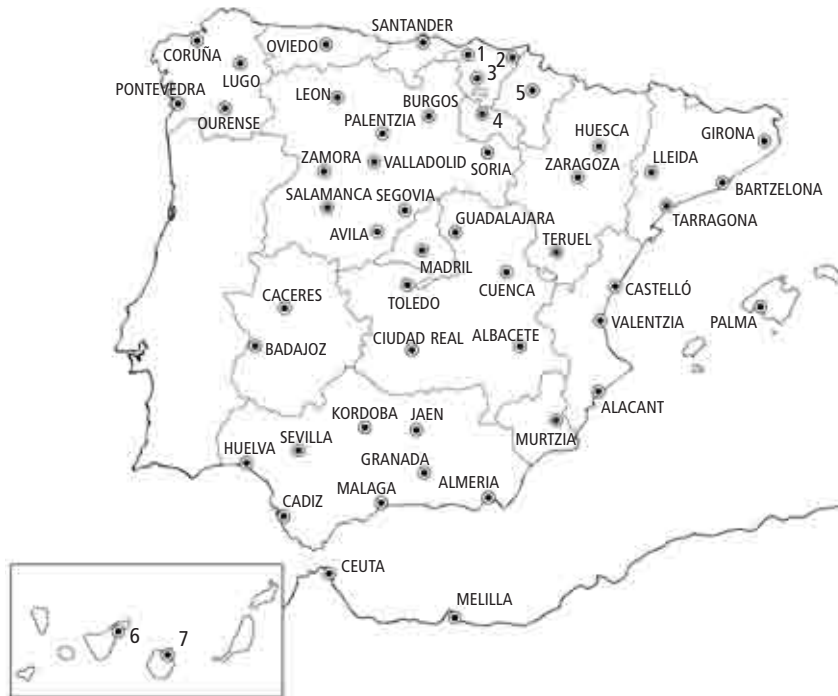 SANTANDER
CORUÑA
OVIEDO
1
2
LUGO
3
PONTEVEDRA
LEON
BURGOS
5
OURENSE
4
PALENTZIA
HUESCA
GIRONA
ZAMORA
VALLADOLID
SORIA
ZARAGOZA
LLEIDA
BARTZELONA
SALAMANCA
SEGOVIA
TARRAGONA
AVILA
GUADALAJARA
TERUEL
MADRIL
CUENCA
CASTELLÓ
CACERES
TOLEDO
VALENTZIA
PALMA
BADAJOZ
CIUDAD REAL
ALBACETE
ALACANT
KORDOBA
JAEN
MURTZIA
HUELVA
SEVILLA
GRANADA
CADIZ
MALAGA
ALMERIA
CEUTA
MELILLA
6
7